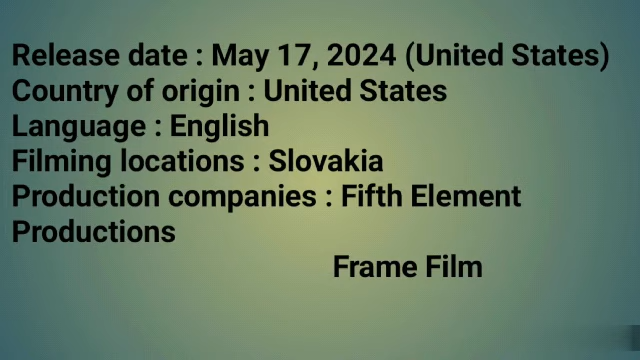 Release date : May 17, 2024 (United States)
Country of origin : United States
Language : English
Filming locations : Slovakia
Production companies : Fifth Element
Productions
Frame Film